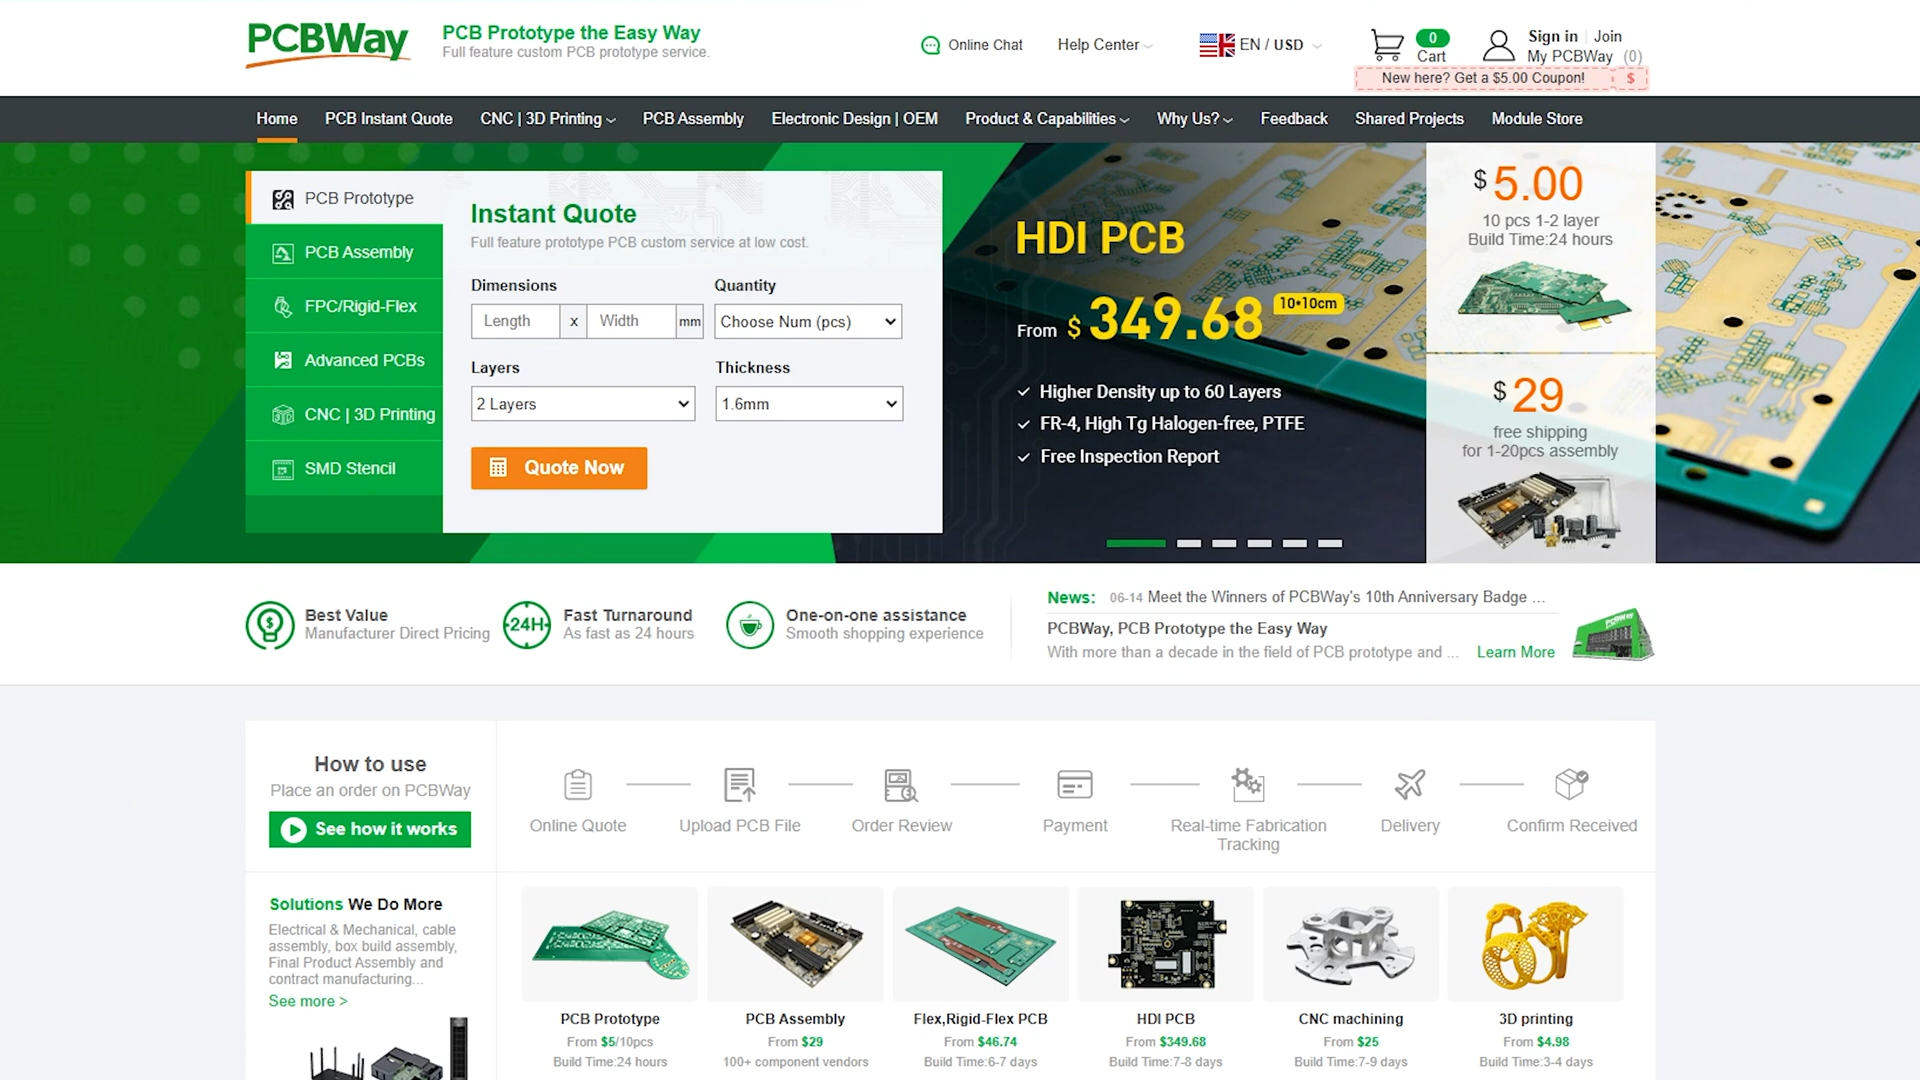 PCBWay
PCB Prototype the Easy Way
Full feature custom PCB prototype service.
Online Chat
Help Center
EN / USD
0
Cart
Sign in | Join
My PCBWay (0)
New here? Get a $5.00 Coupon! $
Home
PCB Instant Quote
CNC | 3D Printing
PCB Assembly
Electronic Design | OEM
Product & Capabilities
Why Us?
Feedback
Shared Projects
Module Store
PCB Prototype
PCB Assembly
FPC/Rigid-Flex
Advanced PCBs
CNC | 3D Printing
SMD Stencil
Instant Quote
Full feature prototype PCB custom service at low cost.
Dimensions
Length x Width mm
Quantity
Choose Num (pcs)
Layers
2 Layers
Thickness
1.6mm
Quote Now
HDI PCB
From $ 349.68 10*10cm
Higher Density up to 60 Layers
FR-4, High Tg Halogen-free, PTFE
Free Inspection Report
$ 5.00
10 pcs 1-2 layer
Build Time:24 hours
$ 29
free shipping
for 1-20pcs assembly
Best Value
Manufacturer Direct Pricing
24H
Fast Turnaround
As fast as 24 hours
One-on-one assistance
Smooth shopping experience
News: 06-14 Meet the Winners of PCBWay's 10th Anniversary Badge ...
PCBWay, PCB Prototype the Easy Way
With more than a decade in the field of PCB prototype and ... Learn More
PCBWay
How to use
Place an order on PCBWay
See how it works
Online Quote
Upload PCB File
Order Review
Payment
Real-time Fabrication
Tracking
Delivery
Confirm Received
Solutions We Do More
Electrical & Mechanical, cable
assembly, box build assembly,
Final Product Assembly and
contract manufacturing...
See more >
PCB Prototype
From $5/10pcs
Build Time:24 hours
PCB Assembly
From $29
100+ component vendors
Flex,Rigid-Flex PCB
From $46.74
Build Time:6-7 days
HDI PCB
From $349.68
Build Time:7-8 days
CNC machining
From $25
Build Time:7-9 days
3D printing
From $4.98
Build Time:3-4 days